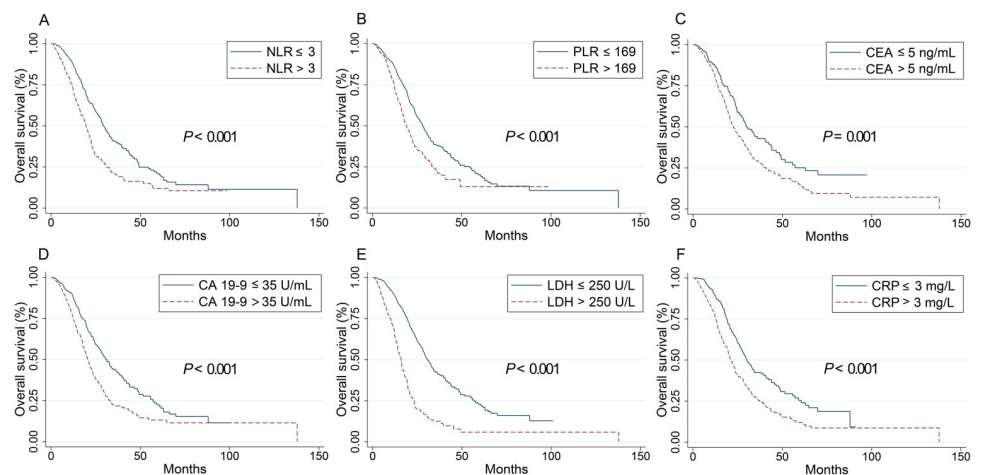 A
NLR ≤ 3
NLR > 3
P < 0.001
Overall survival (%)
0.00 0.25 0.50 0.75 1.00
0 50 100 150
Months
B
PLR ≤ 169
PLR > 169
P < 0.001
Overall survival (%)
0.00 0.25 0.50 0.75 1.00
0 50 100 150
Months
C
CEA ≤ 5 ng/mL
CEA > 5 ng/mL
P = 0.001
Overall survival (%)
0.00 0.25 0.50 0.75 1.00
0 50 100 150
Months
D
CA 19-9 ≤ 35 U/mL
CA 19-9 > 35 U/mL
P < 0.001
Overall survival (%)
0.00 0.25 0.50 0.75 1.00
0 50 100 150
Months
E
LDH ≤ 250 U/L
LDH > 250 U/L
P < 0.001
Overall survival (%)
0.00 0.25 0.50 0.75 1.00
0 50 100 150
Months
F
CRP ≤ 3 mg/L
CRP > 3 mg/L
P < 0.001
Overall survival (%)
0.00 0.25 0.50 0.75 1.00
0 50 100 150
Months